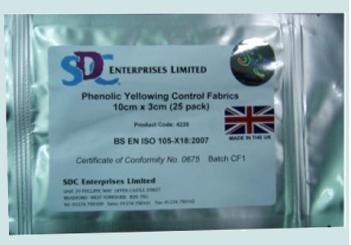 SDC ENTERPRISES LIMITED
Phenolic Yellowing Control Fabrics
10cm x 3cm (25 pack)
Product Code: 4220
MADE IN THE UK
BS EN ISO 105-X18:2007
Certificate of Conformity No. 0675 Batch CF1
SDC Enterprises Limited